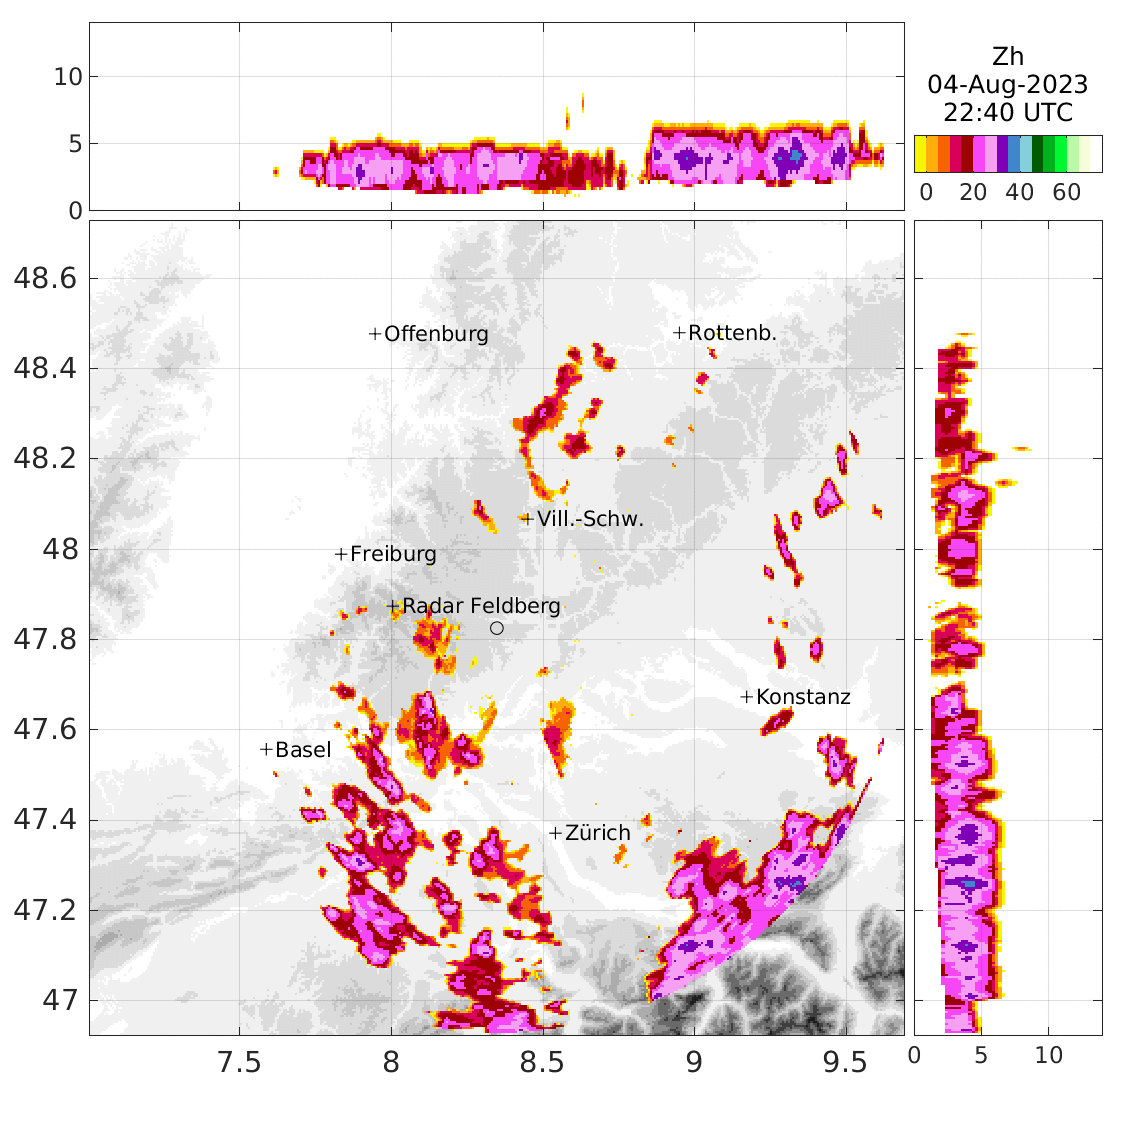 Zh
04-Aug-2023
22:40 UTC
0 20 40 60
10
5
0
48.6
48.4
48.2
48
47.8
47.6
47.4
47.2
47
+Offenburg
+Rottenb.
+Vill.-Schw.
+Freiburg
+Radar Feldberg
+Konstanz
+Basel
+Zürich
7.5 8 8.5 9 9.5
0 5 10